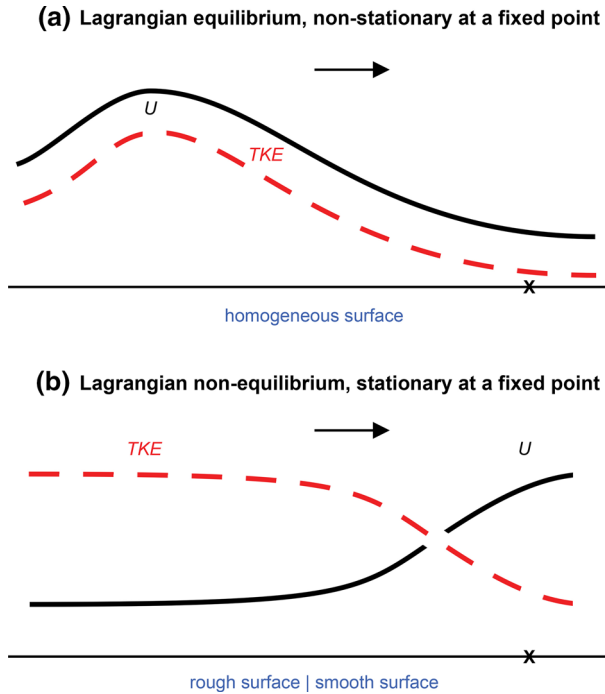 (a) Lagrangian equilibrium, non-stationary at a fixed point
U
TKE
x
homogeneous surface
(b) Lagrangian non-equilibrium, stationary at a fixed point
TKE
U
x
rough surface | smooth surface